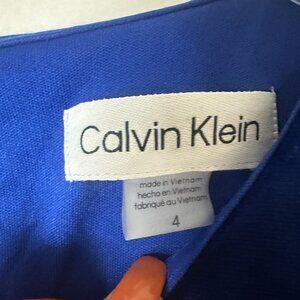 Calvin Klein
made in Vietnam
hecho en Vietnam
fabriqué au Vietnam
4